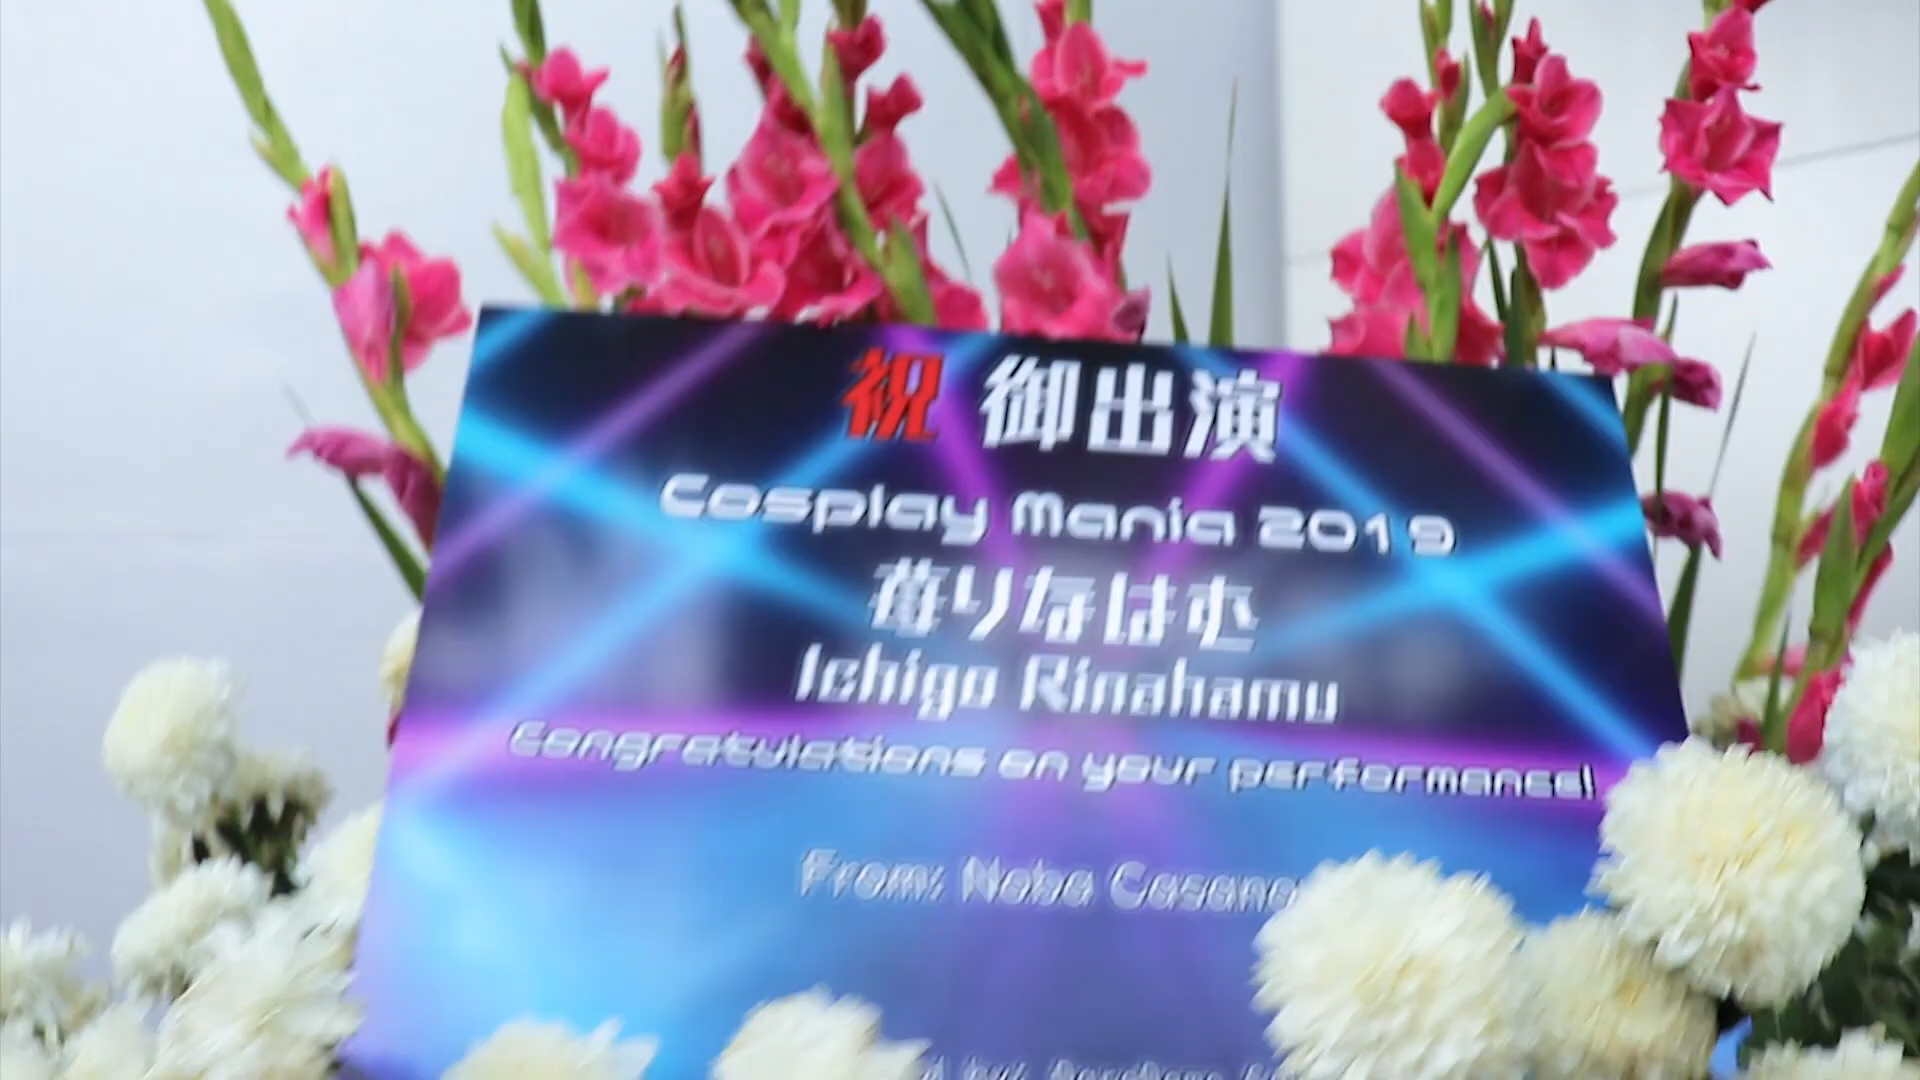 祝 御出演
Cosplay Mania 2019
苺りなはむ
Ichigo Rinahamu
Congratulations on your performance!
From: Noba